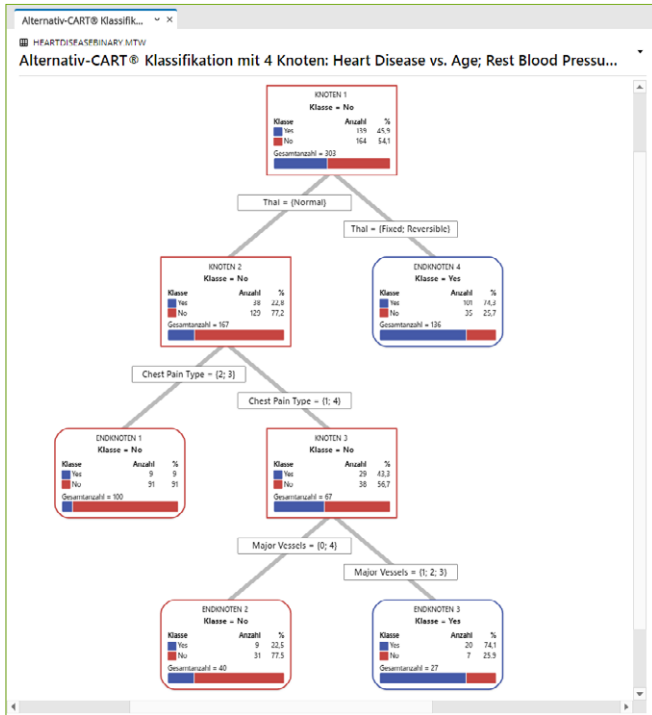 Alternativ-CART® Klassifik...
HEARTDISEASEBINARY.MTW
Alternativ-CART® Klassifikation mit 4 Knoten: Heart Disease vs. Age; Rest Blood Pressu...
KNOTEN 1
Klasse = No
Klasse Anzahl %
Yes 139 45,9
No 164 54,1
Gesamtanzahl = 303
Thal = {Normal}
Thal = {Fixed; Reversible}
KNOTEN 2
Klasse = No
Klasse Anzahl %
Yes 38 22,8
No 129 77,2
Gesamtanzahl = 167
ENDKNOTEN 4
Klasse = Yes
Klasse Anzahl %
Yes 101 74,3
No 35 25,7
Gesamtanzahl = 136
Chest Pain Type = {2; 3}
Chest Pain Type = {1; 4}
ENDKNOTEN 1
Klasse = No
Klasse Anzahl %
Yes 9 9
No 91 91
Gesamtanzahl = 100
KNOTEN 3
Klasse = No
Klasse Anzahl %
Yes 29 43,3
No 38 56,7
Gesamtanzahl = 67
Major Vessels = {0; 4}
Major Vessels = {1; 2; 3}
ENDKNOTEN 2
Klasse = No
Klasse Anzahl %
Yes 9 22,5
No 31 77,5
Gesamtanzahl = 40
ENDKNOTEN 3
Klasse = Yes
Klasse Anzahl %
Yes 20 74,1
No 7 25,9
Gesamtanzahl = 27